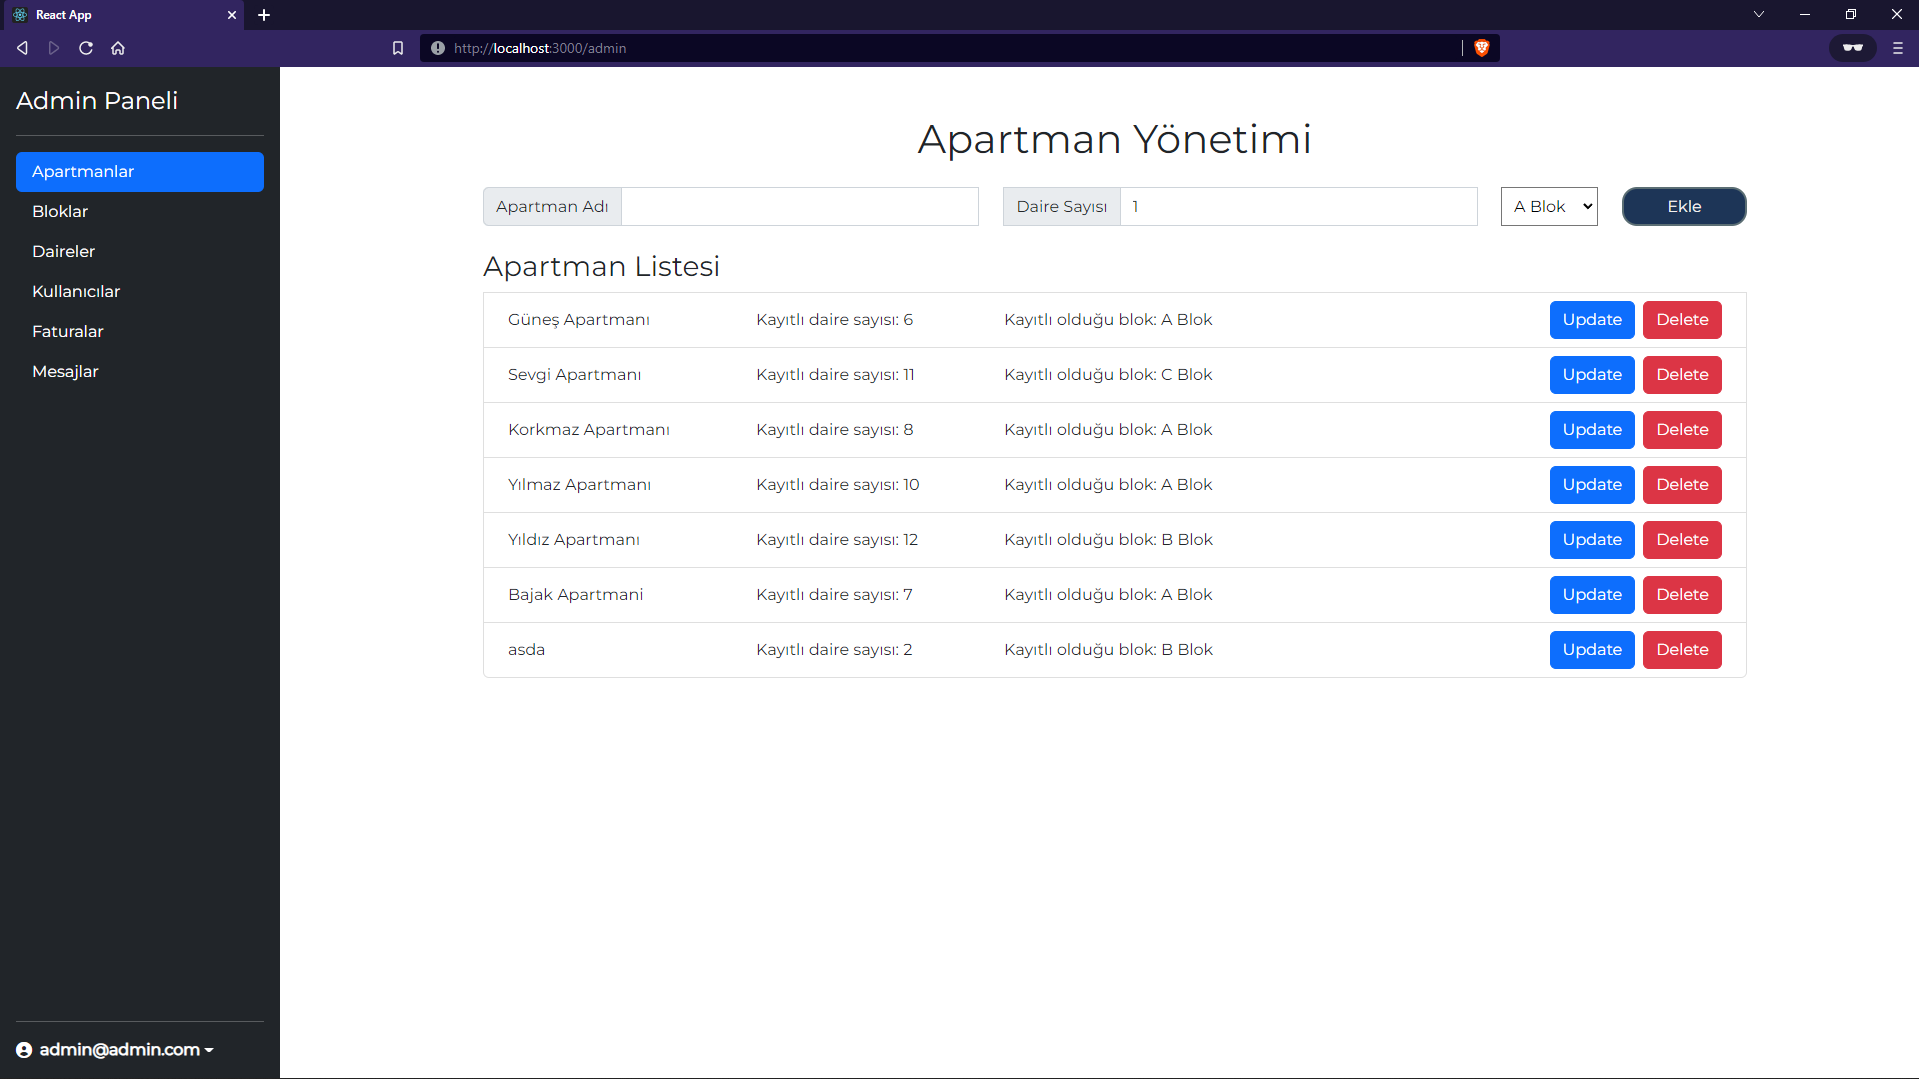 React App
http://localhost:3000/admin
Admin Paneli
Apartmanlar
Bloklar
Daireler
Kullanıcılar
Faturalar
Mesajlar
admin@admin.com
Apartman Yönetimi
Apartman Adı
Daire Sayısı 1
A Blok
Ekle
Apartman Listesi
Güneş Apartmanı Kayıtlı daire sayısı: 6 Kayıtlı olduğu blok: A Blok Update Delete
Sevgi Apartmanı Kayıtlı daire sayısı: 11 Kayıtlı olduğu blok: C Blok Update Delete
Korkmaz Apartmanı Kayıtlı daire sayısı: 8 Kayıtlı olduğu blok: A Blok Update Delete
Yılmaz Apartmanı Kayıtlı daire sayısı: 10 Kayıtlı olduğu blok: A Blok Update Delete
Yıldız Apartmanı Kayıtlı daire sayısı: 12 Kayıtlı olduğu blok: B Blok Update Delete
Bajak Apartmani Kayıtlı daire sayısı: 7 Kayıtlı olduğu blok: A Blok Update Delete
asda Kayıtlı daire sayısı: 2 Kayıtlı olduğu blok: B Blok Update Delete